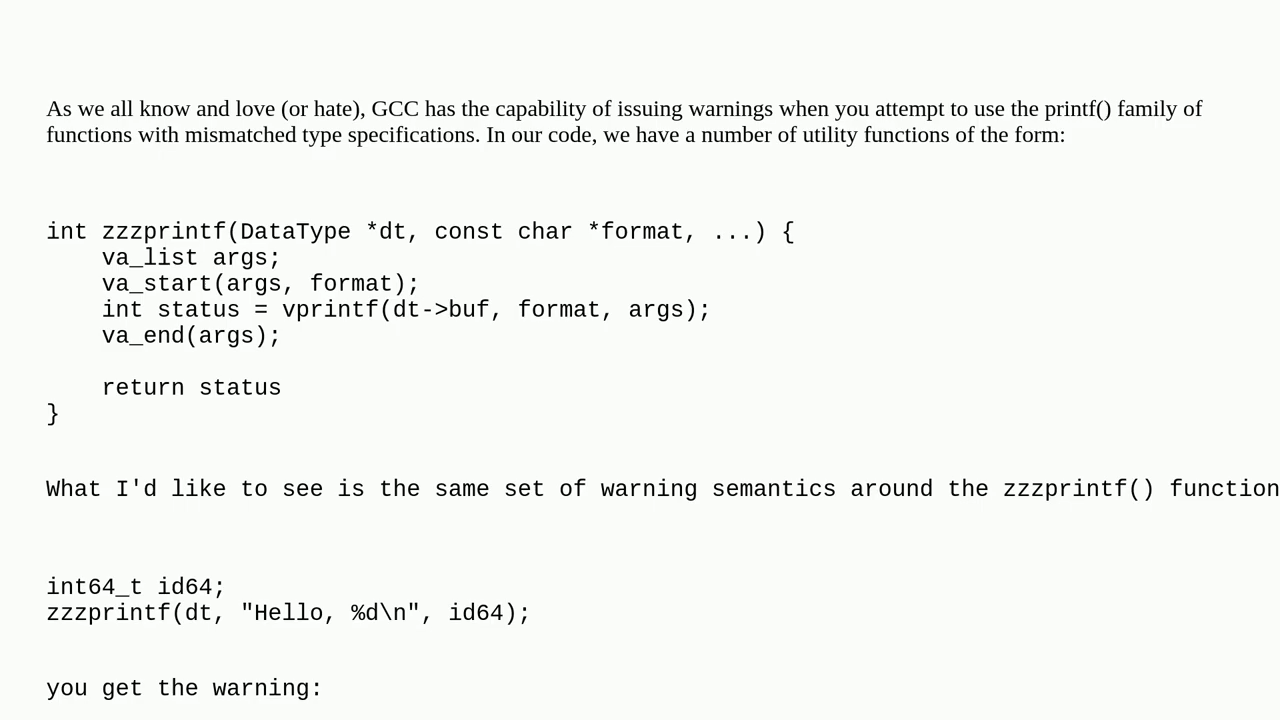 As we all know and love (or hate), GCC has the capability of issuing warnings when you attempt to use the printf() family of
functions with mismatched type specifications. In our code, we have a number of utility functions of the form:
int zzzprintf(DataType *dt, const char *format, ...) {
    va_list args;
    va_start(args, format);
    int status = vprintf(dt->buf, format, args);
    va_end(args);
    return status
}
What I'd like to see is the same set of warning semantics around the zzzprintf() function
int64_t id64;
zzzprintf(dt, "Hello, %d\n", id64);
you get the warning: